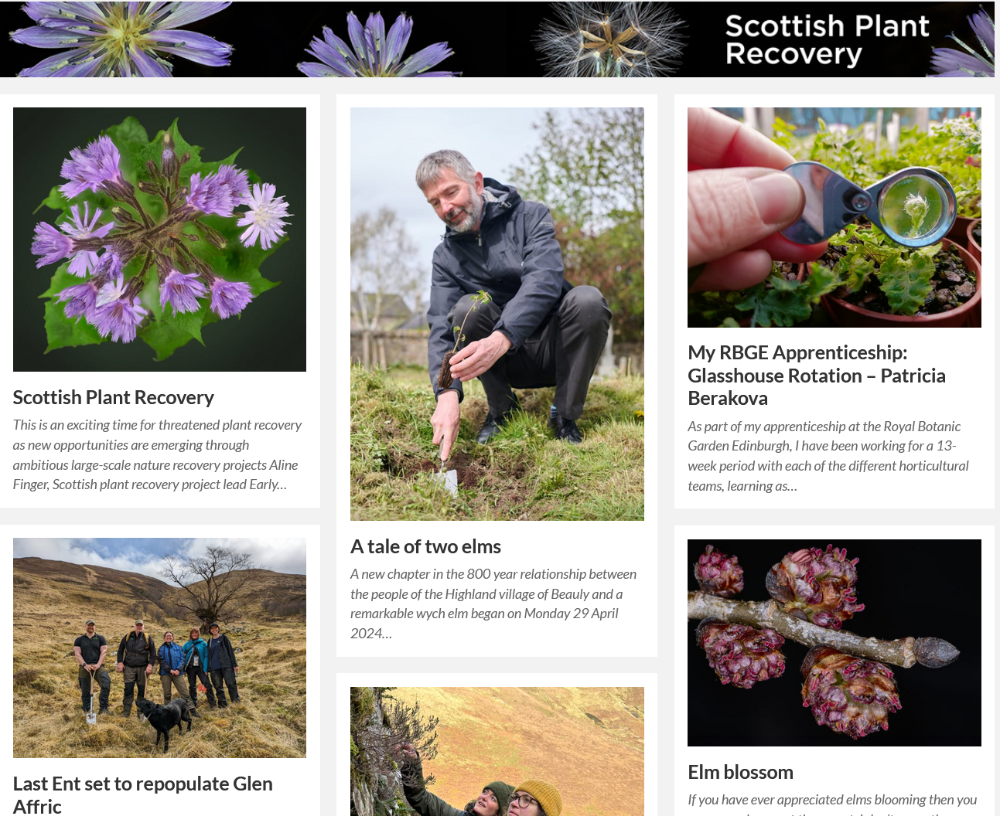 Scottish Plant
Recovery
Scottish Plant Recovery
This is an exciting time for threatened plant recovery
as new opportunities are emerging through
ambitious large-scale nature recovery projects Aline
Finger, Scottish plant recovery project lead Early...
Last Ent set to repopulate Glen
Affric
A tale of two elms
A new chapter in the 800 year relationship between
the people of the Highland village of Beauly and a
remarkable wych elm began on Monday 29 April
2024...
My RBGE Apprenticeship:
Glasshouse Rotation – Patricia
Berakova
As part of my apprenticeship at the Royal Botanic
Garden Edinburgh, I have been working for a 13-
week period with each of the different horticultural
teams, learning as...
Elm blossom
If you have ever appreciated elms blooming then you